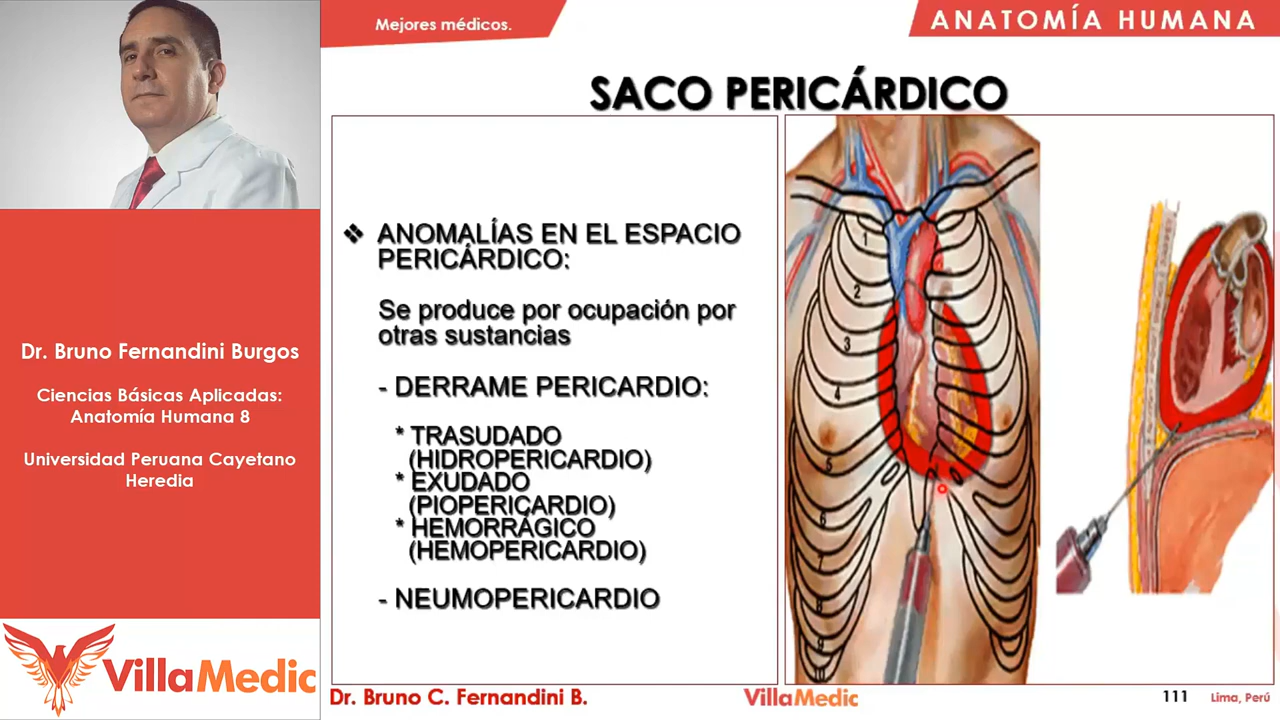 Mejores médicos.
ANATOMÍA HUMANA
SACO PERICÁRDICO
❖ ANOMALÍAS EN EL ESPACIO
PERICÁRDICO:
Se produce por ocupación por
otras sustancias
- DERRAME PERICARDIO:
* TRASUDADO
(HIDROPERICARDIO)
* EXUDADO
(PIOPERICARDIO)
* HEMORRÁGICO
(HEMOPERICARDIO)
- NEUMOPERICARDIO
1
2
3
4
5
6
7
8
9
10
Dr. Bruno Fernandini Burgos
Ciencias Básicas Aplicadas:
Anatomía Humana 8
Universidad Peruana Cayetano
Heredia
VillaMedic
Dr. Bruno C. Fernandini B.
VillaMedic
111
Lima, Perú